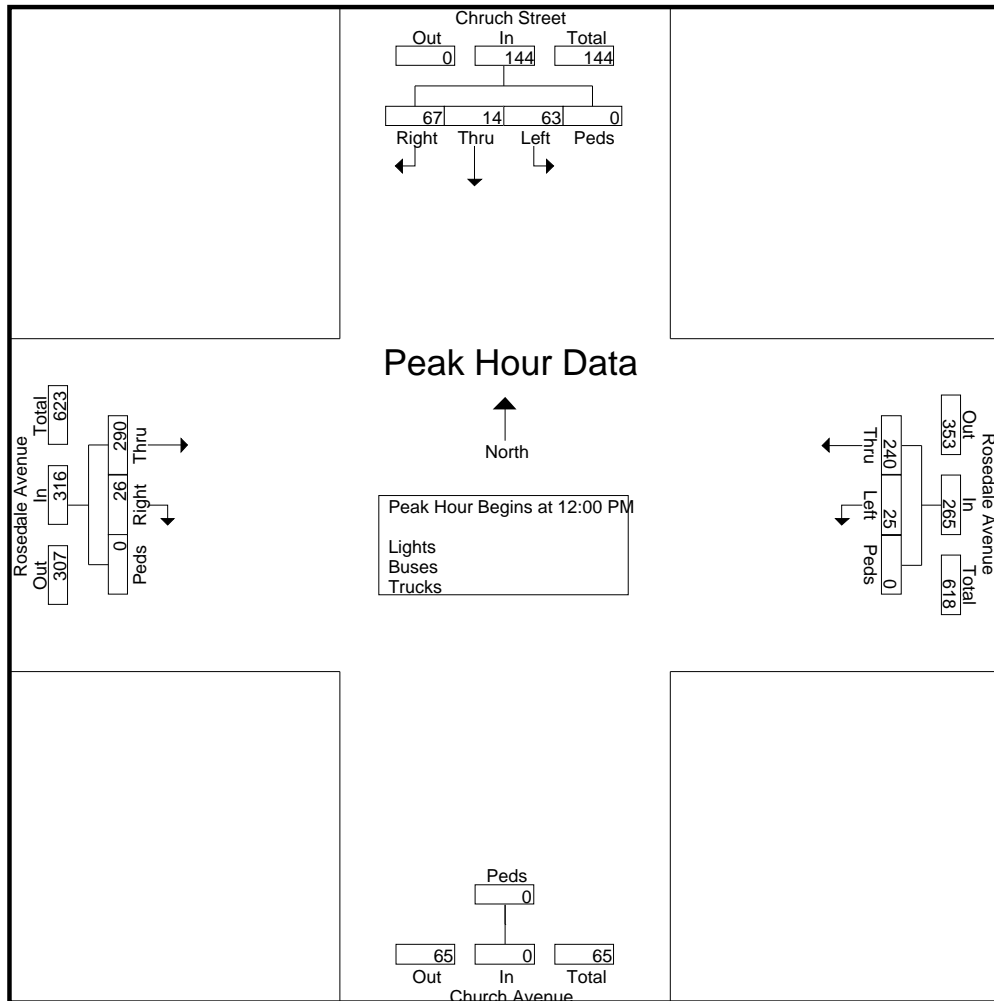 Chruch Street
Out In Total
0 144 144
67 14 63 0
Right Thru Left Peds
Peak Hour Data
North
Peak Hour Begins at 12:00 PM
Lights
Buses
Trucks
Rosedale Avenue
Out In Total
307 316 623
0 26 290
Peds Right Thru
Rosedale Avenue
Out In Total
353 265 618
240 25 0
Thru Left Peds
Peds
0
65 0 65
Out In Total
Church Avenue